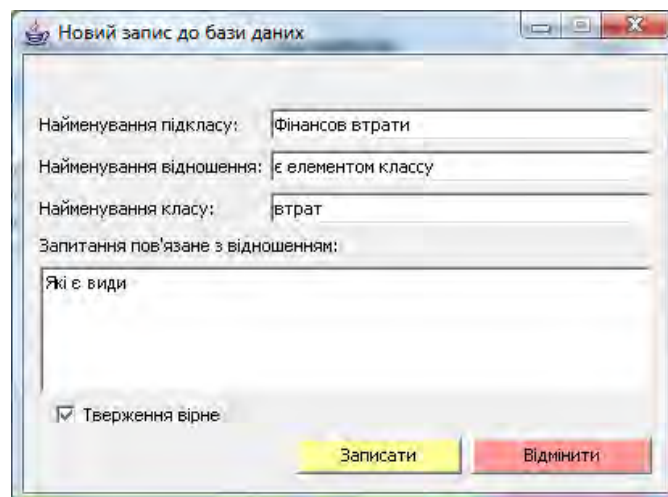 Новий запис до бази даних
Найменування підкласу: Фінансов втрати
Найменування відношення: є елементом классу
Найменування класу: втрат
Запитання пов'язане з відношенням:
Які є види
Тверження вірне
Записати Відмінити